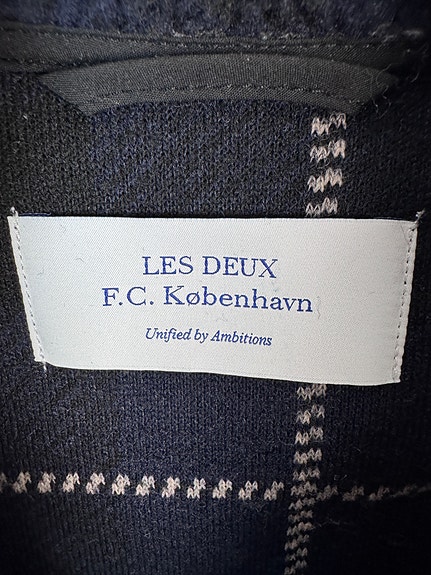 LES DEUX
F.C. København
Unified by Ambitions